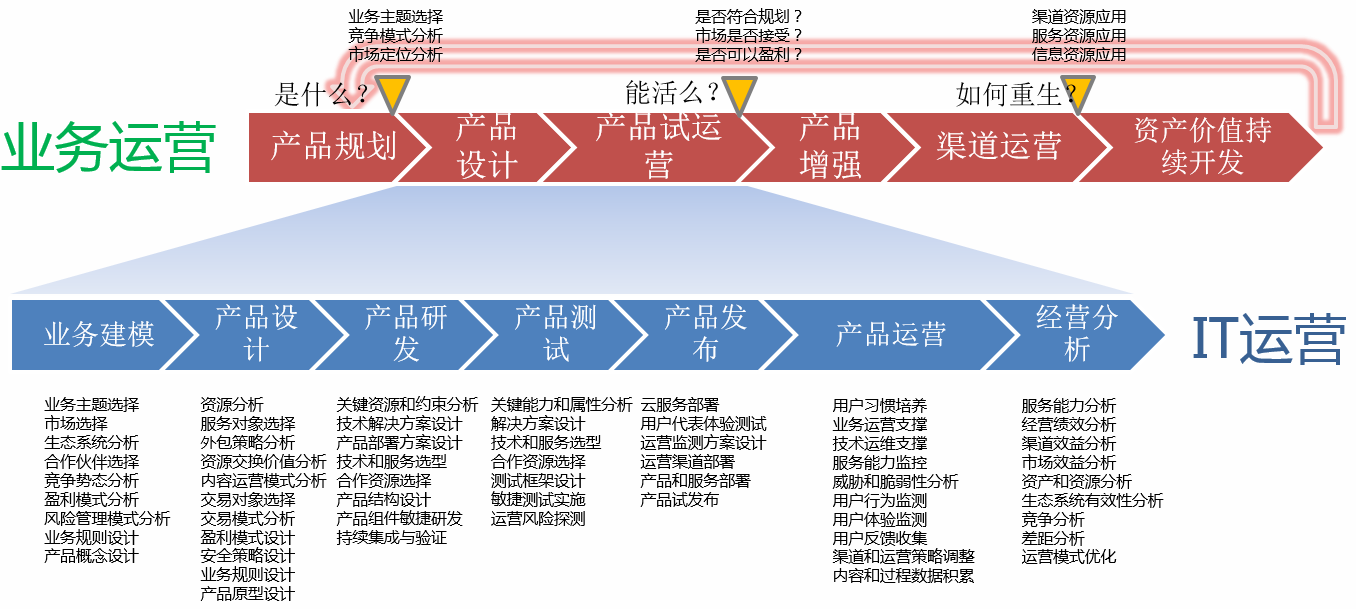 业务主题选择
竞争模式分析
市场定位分析
是否符合规划？
市场是否接受？
是否可以盈利？
渠道资源应用
服务资源应用
信息资源应用
是什么？
能活么？
如何重生？
业务运营
产品规划
产品
设计
产品试运
营
产品
增强
渠道运营
资产价值持
续开发
业务建模
产品设
计
产品研
发
产品测
试
产品发
布
产品运营
经营分
析
IT运营
业务主题选择
市场选择
生态系统分析
合作伙伴选择
竞争势态分析
盈利模式分析
风险管理模式分析
业务规则设计
产品概念设计
资源分析
服务对象选择
外包策略分析
资源交换价值分析
内容运营模式分析
交易对象选择
交易模式分析
盈利模式设计
安全策略设计
业务规则设计
产品原型设计
关键资源和约束分析
技术解决方案设计
产品部署方案设计
技术和服务选型
合作资源选择
产品结构设计
产品组件敏捷研发
持续集成与验证
关键能力和属性分析
解决方案设计
技术和服务选型
合作资源选择
测试框架设计
敏捷测试实施
运营风险探测
云服务部署
用户代表体验测试
运营监测方案设计
运营渠道部署
产品和服务部署
产品试发布
用户习惯培养
业务运营支撑
技术运维支撑
服务能力监控
威胁和脆弱性分析
用户行为监测
用户体验监测
用户反馈收集
渠道和运营策略调整
内容和过程数据积累
服务能力分析
经营绩效分析
渠道效益分析
市场效益分析
资产和资源分析
生态系统有效性分析
竞争分析
差距分析
运营模式优化